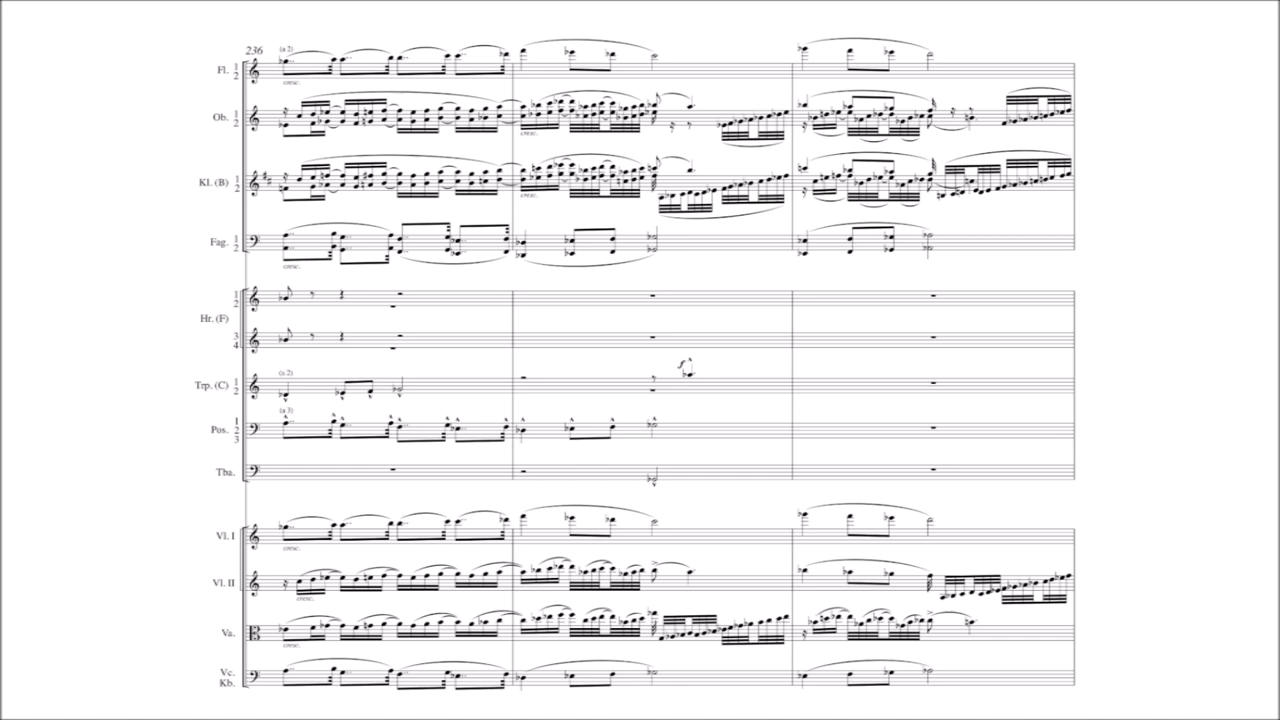 236
(a 2)
Fl. 1 2
cresc.
Ob. 1 2
cresc.
Kl. (B) 1 2
cresc.
Fag. 1 2
cresc.
1 2
Hr. (F)
3 4
f
(a 2)
Trp. (C) 1 2
(a 3)
Pos. 1 2 3
Tba.
Vl. I
cresc.
Vl. II
cresc.
Va.
cresc.
Vc.
Kb.